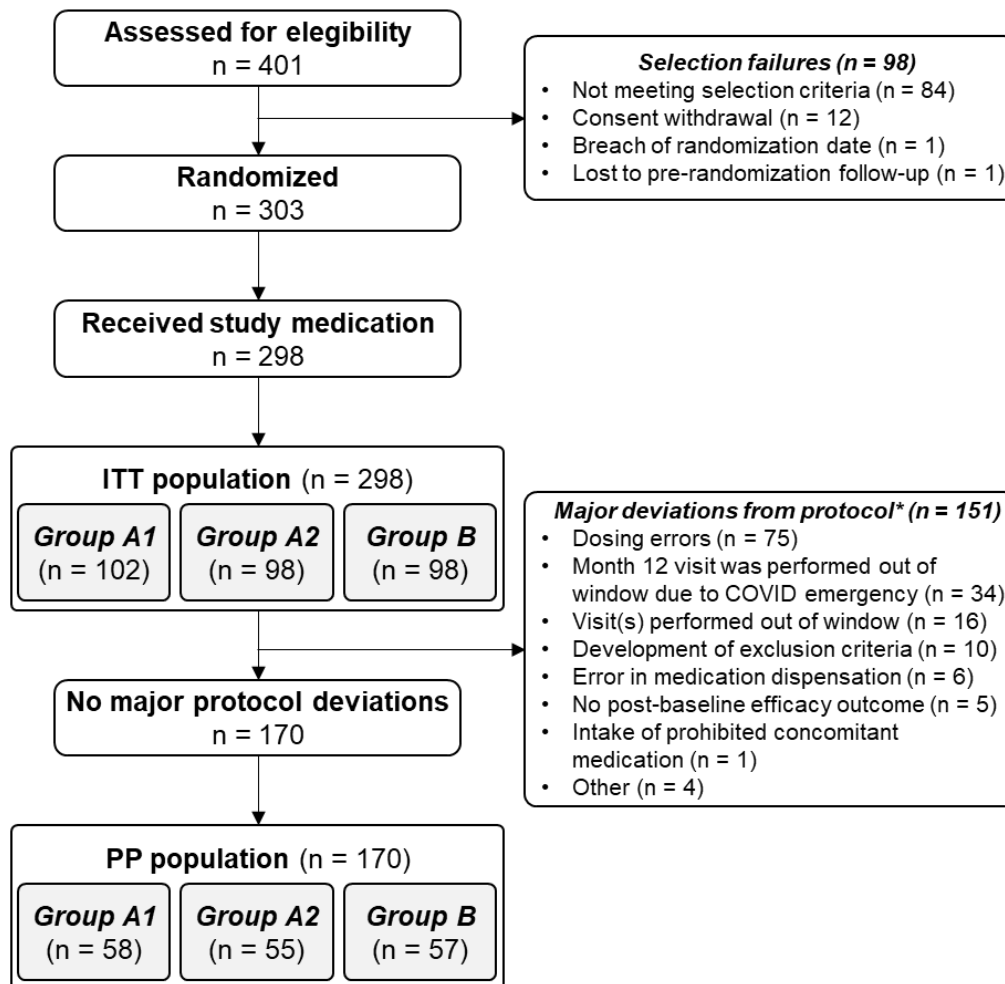 Assessed for elegibility
n = 401
Selection failures (n = 98)
• Not meeting selection criteria (n = 84)
• Consent withdrawal (n = 12)
• Breach of randomization date (n = 1)
• Lost to pre-randomization follow-up (n = 1)
Randomized
n = 303
Received study medication
n = 298
ITT population (n = 298)
Group A1
(n = 102)
Group A2
(n = 98)
Group B
(n = 98)
Major deviations from protocol* (n = 151)
• Dosing errors (n = 75)
• Month 12 visit was performed out of
window due to COVID emergency (n = 34)
• Visit(s) performed out of window (n = 16)
• Development of exclusion criteria (n = 10)
• Error in medication dispensation (n = 6)
• No post-baseline efficacy outcome (n = 5)
• Intake of prohibited concomitant
medication (n = 1)
• Other (n = 4)
No major protocol deviations
n = 170
PP population (n = 170)
Group A1
(n = 58)
Group A2
(n = 55)
Group B
(n = 57)